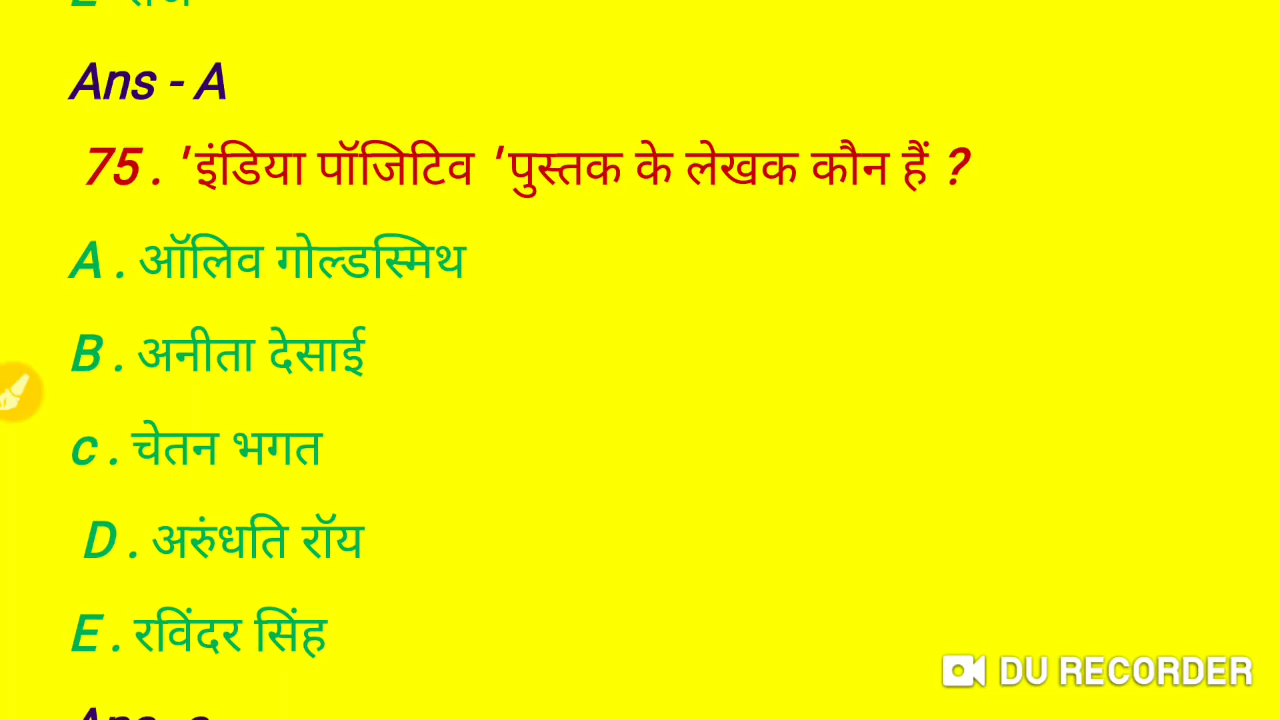 Ans - A
75 . 'इंडिया पॉजिटिव 'पुस्तक के लेखक कौन हैं ?
A . ऑलिव गोल्डस्मिथ
B . अनीता देसाई
c . चेतन भगत
D . अरुंधति रॉय
E . रविंदर सिंह
DU RECORDER